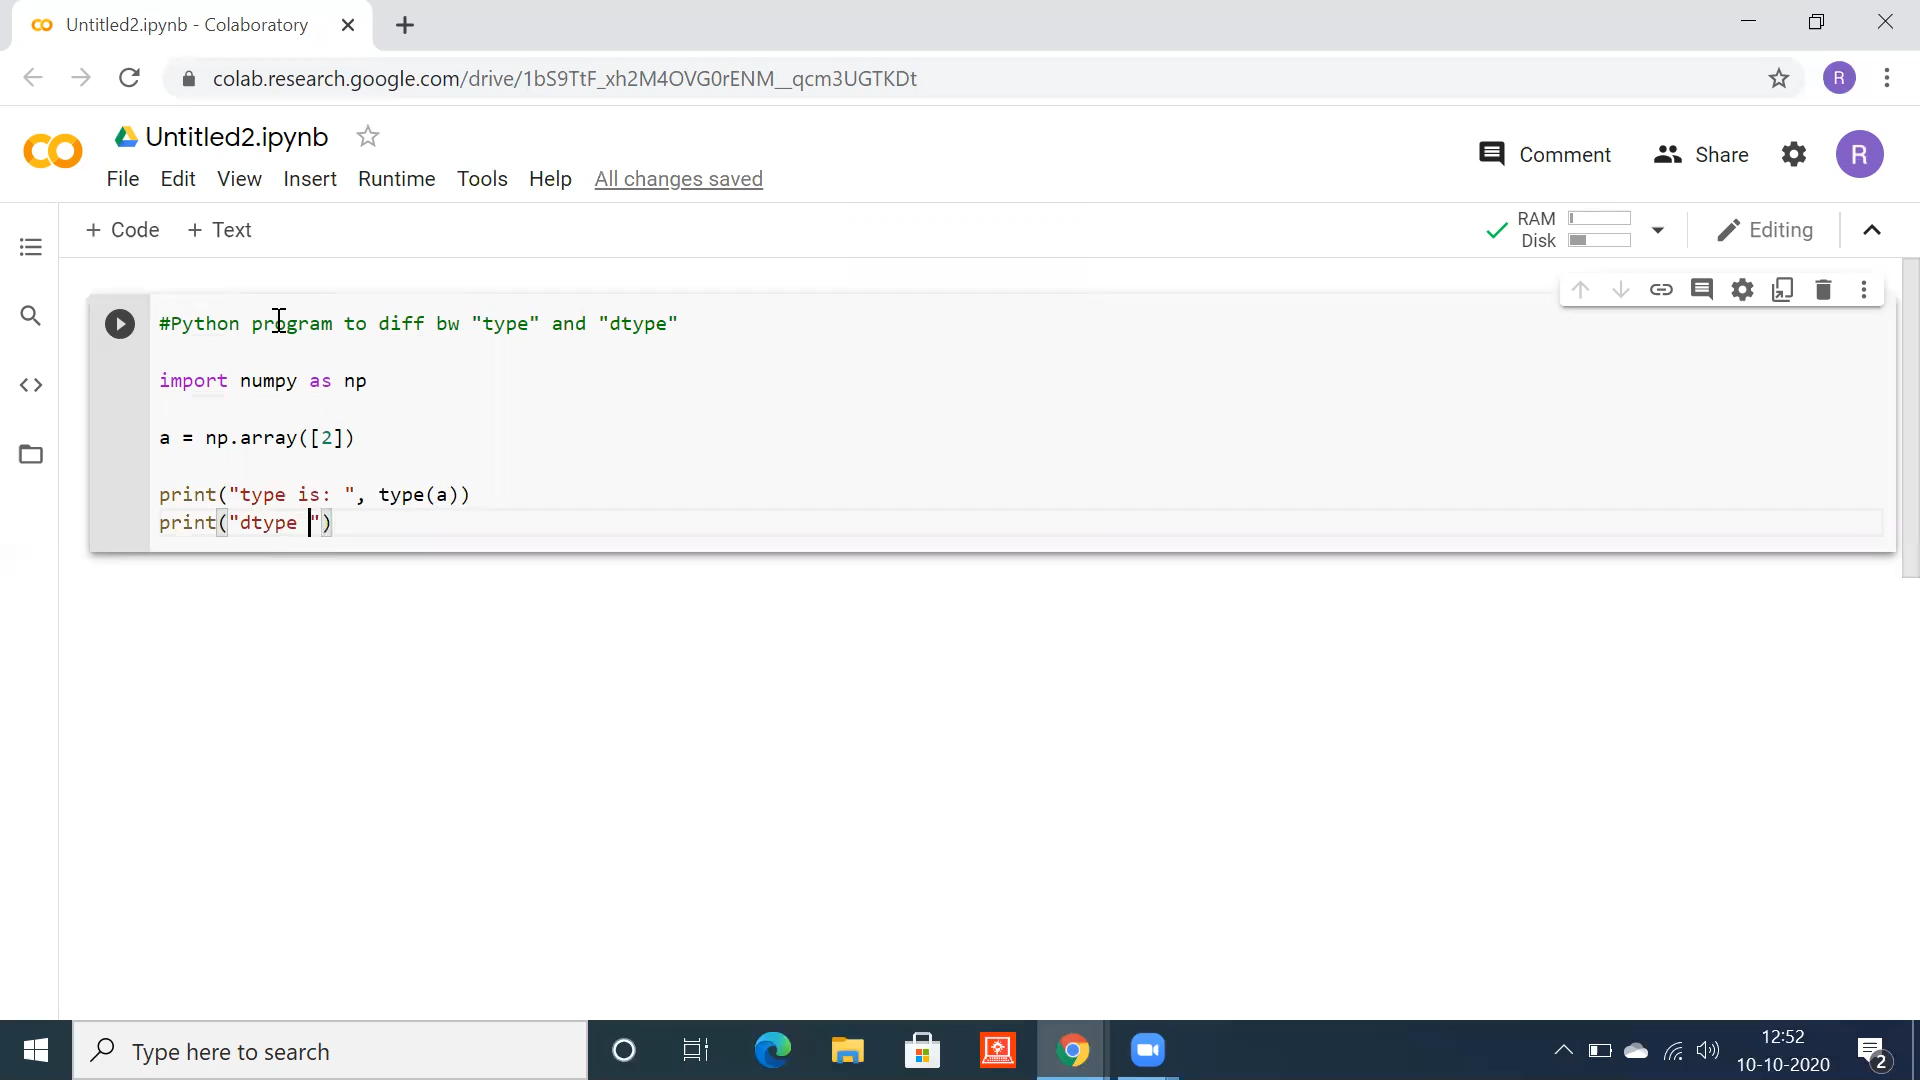 Untitled2.ipynb - Colaboratory
colab.research.google.com/drive/1bS9TtF_xh2M4OVG0rENM__qcm3UGTKDt
R
Untitled2.ipynb
Comment
Share
R
File Edit View Insert Runtime Tools Help All changes saved
+ Code + Text
RAM
Disk
Editing
#Python program to diff bw "type" and "dtype"
import numpy as np
a = np.array([2])
print("type is: ", type(a))
print("dtype ")
Type here to search
12:52
10-10-2020
2